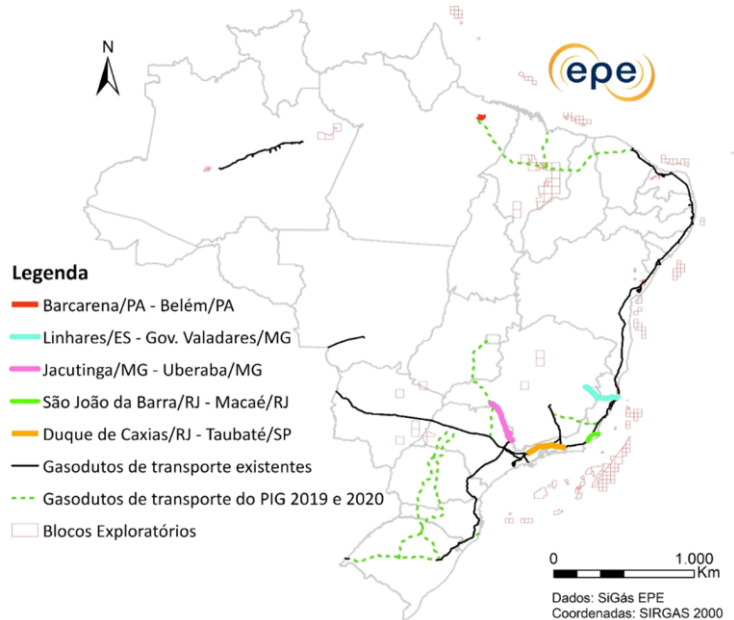 N
epe
Legenda
Barcarena/PA - Belém/PA
Linhares/ES - Gov. Valadares/MG
Jacutinga/MG - Uberaba/MG
São João da Barra/RJ - Macaé/RJ
Duque de Caxias/RJ - Taubaté/SP
Gasodutos de transporte existentes
Gasodutos de transporte do PIG 2019 e 2020
Blocos Exploratórios
0 1.000
Km
Dados: SiGás EPE
Coordenadas: SIRGAS 2000